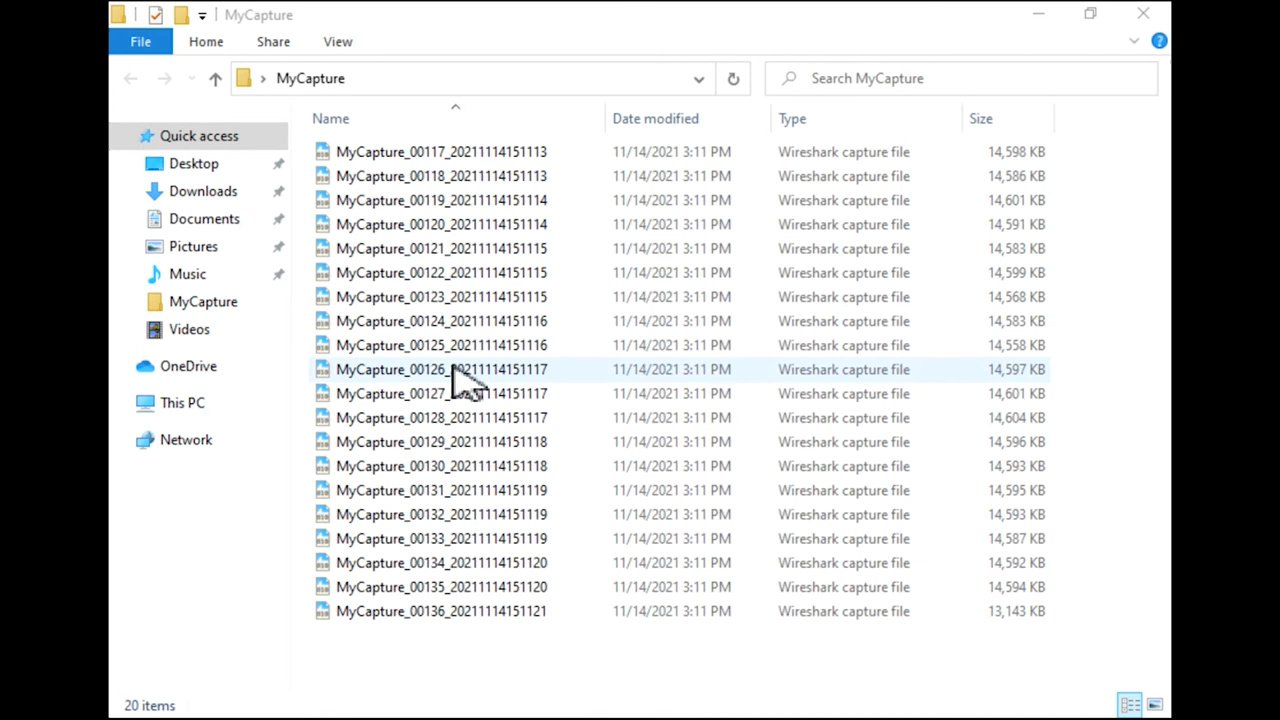 MyCapture
File Home Share View
MyCapture Search MyCapture
Name Date modified Type Size
Quick access
Desktop
Downloads
Documents
Pictures
Music
MyCapture
Videos
OneDrive
This PC
Network
MyCapture_00117_20211114151113 11/14/2021 3:11 PM Wireshark capture file 14,598 KB
MyCapture_00118_20211114151113 11/14/2021 3:11 PM Wireshark capture file 14,586 KB
MyCapture_00119_20211114151114 11/14/2021 3:11 PM Wireshark capture file 14,601 KB
MyCapture_00120_20211114151114 11/14/2021 3:11 PM Wireshark capture file 14,591 KB
MyCapture_00121_20211114151115 11/14/2021 3:11 PM Wireshark capture file 14,583 KB
MyCapture_00122_20211114151115 11/14/2021 3:11 PM Wireshark capture file 14,599 KB
MyCapture_00123_20211114151115 11/14/2021 3:11 PM Wireshark capture file 14,568 KB
MyCapture_00124_20211114151116 11/14/2021 3:11 PM Wireshark capture file 14,583 KB
MyCapture_00125_20211114151116 11/14/2021 3:11 PM Wireshark capture file 14,558 KB
MyCapture_00126_20211114151117 11/14/2021 3:11 PM Wireshark capture file 14,597 KB
MyCapture_00127_20211114151117 11/14/2021 3:11 PM Wireshark capture file 14,601 KB
MyCapture_00128_20211114151117 11/14/2021 3:11 PM Wireshark capture file 14,604 KB
MyCapture_00129_20211114151118 11/14/2021 3:11 PM Wireshark capture file 14,596 KB
MyCapture_00130_20211114151118 11/14/2021 3:11 PM Wireshark capture file 14,593 KB
MyCapture_00131_20211114151119 11/14/2021 3:11 PM Wireshark capture file 14,595 KB
MyCapture_00132_20211114151119 11/14/2021 3:11 PM Wireshark capture file 14,593 KB
MyCapture_00133_20211114151119 11/14/2021 3:11 PM Wireshark capture file 14,587 KB
MyCapture_00134_20211114151120 11/14/2021 3:11 PM Wireshark capture file 14,592 KB
MyCapture_00135_20211114151120 11/14/2021 3:11 PM Wireshark capture file 14,594 KB
MyCapture_00136_20211114151121 11/14/2021 3:11 PM Wireshark capture file 13,143 KB
20 items